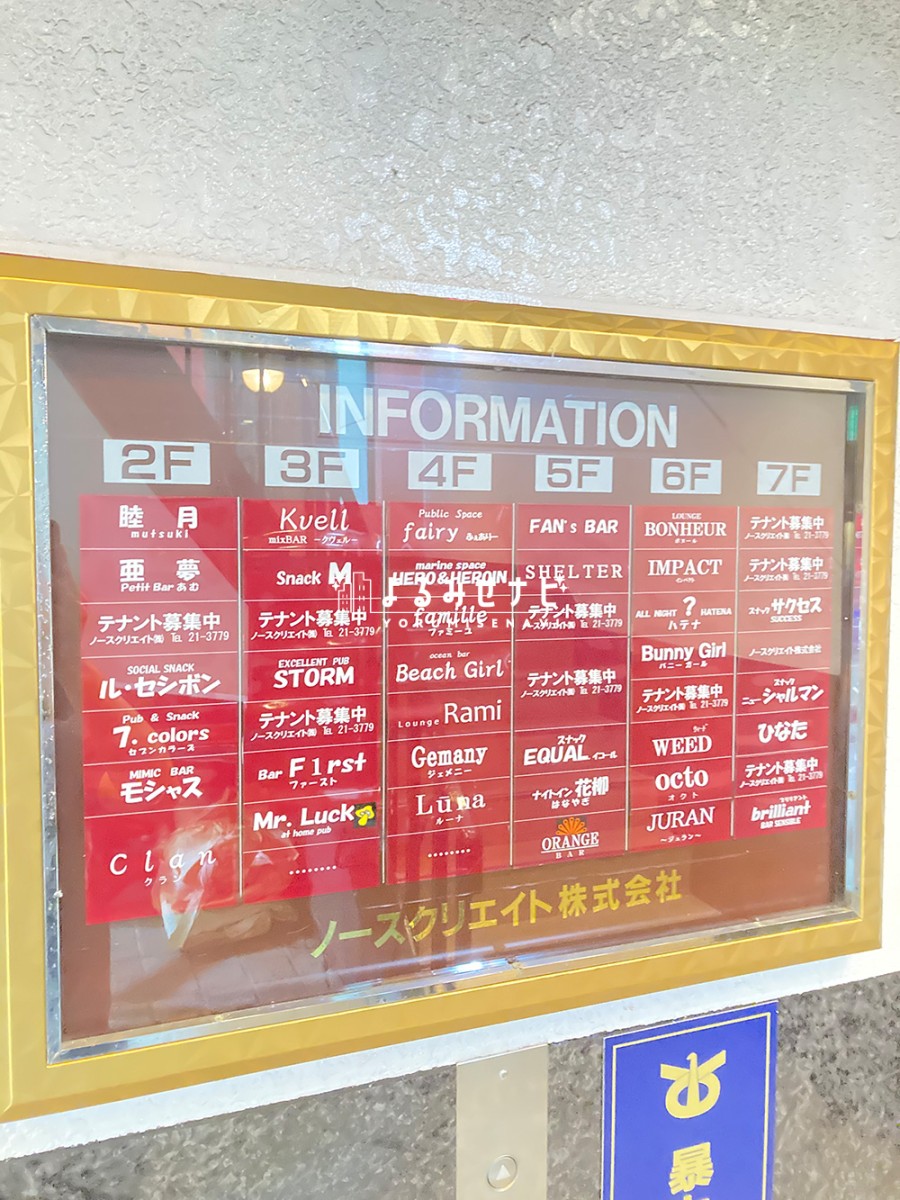 INFORMATION
2F
睦月
mutsuki
亜夢
Petit Bar あむ
テナント募集中
ノースクリエイト㈱ TEL 21-3779
SOCIAL SNACK
ル・セシボン
Pub & Snack
7. colors
セブンカラーズ
MIMIC BAR
モシャス
Clan
クラン
3F
Kvell
mixBAR ～クヴェル～
Snack M
テナント募集中
ノースクリエイト㈱ TEL 21-3779
EXCELLENT PUB
STORM
テナント募集中
ノースクリエイト㈱ TEL 21-3779
Bar F1rst
ファースト
Mr. Luck
at home pub
........
4F
Public Space
fairy ふぇありー
marine space
HERO & HEROIN
Famille
ファミーユ
ocean bar
Beach Girl
Lounge Rami
Gemany
ジェメニー
Lūna
ルーナ
........
5F
FAN's BAR
SHELTER
テナント募集中
ノースクリエイト㈱ TEL 21-3779
テナント募集中
ノースクリエイト㈱ TEL 21-3779
スナック
EQUAL イコール
ナイトイン 花柳
はなやぎ
ORANGE
BAR
6F
LOUNGE
BONHEUR
ボヌール
IMPACT
インパクト
ALL NIGHT ? HATENA
ハテナ
Bunny Girl
バニーガール
テナント募集中
ノースクリエイト㈱ TEL 21-3779
ウィード
WEED
octo
オクト
JURAN
～ジュラン～
7F
テナント募集中
ノースクリエイト㈱ TEL 21-3779
テナント募集中
ノースクリエイト㈱ TEL 21-3779
スナック サクセス
SUCCESS
ノースクリエイト株式会社
スナック
ニューシャルマン
ひなた
テナント募集中
ノースクリエイト㈱ TEL 21-3779
ブリリアント
brilliant
BAR SENSIBLE
ノースクリエイト株式会社
よるみせナビ
YORUMISENAVI
暴